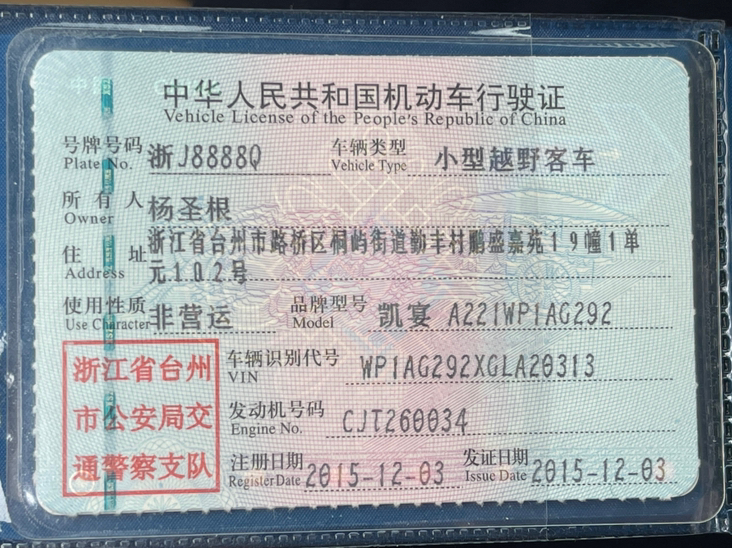 中华人民共和国机动车行驶证
Vehicle License of the People's Republic of China
号牌号码 浙J8888Q 车辆类型 小型越野客车
Plate No. Vehicle Type
所有人 杨圣根
Owner
住址 浙江省台州市路桥区桐屿街道勤丰村鹏盛嘉苑19幢1单
Address 元102号
使用性质 非营运 品牌型号 凯宴 A221WP1AG292
Use Character Model
浙江省台州 车辆识别代号 WP1AG292XGLA20313
VIN
市公安局交 发动机号码 CJT260034
Engine No.
通警察支队 注册日期 2015-12-03 发证日期 2015-12-03
Register Date Issue Date